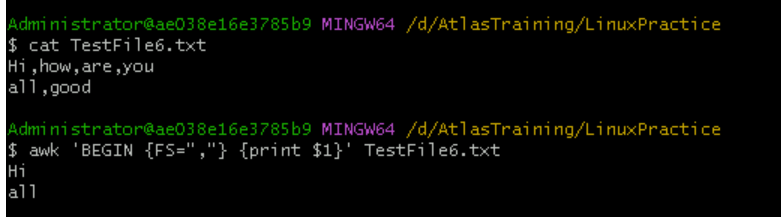 Administrator@ae038e16e3785b9 MINGW64 /d/AtlasTraining/LinuxPractice
$ cat TestFile6.txt
Hi,how,are,you
all,good
Administrator@ae038e16e3785b9 MINGW64 /d/AtlasTraining/LinuxPractice
$ awk 'BEGIN {FS=","} {print $1}' TestFile6.txt
Hi
all